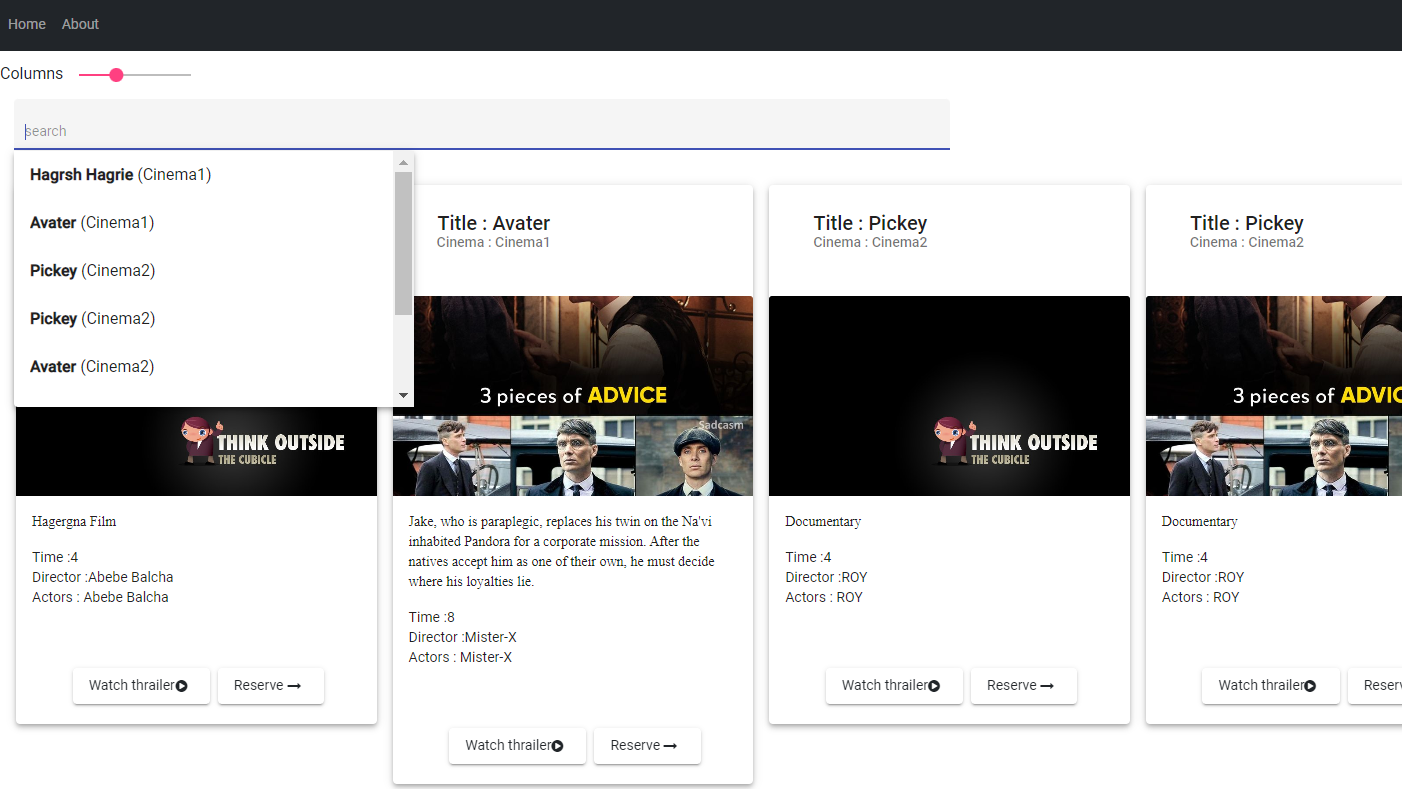 Home About
Columns
search
Hagrsh Hagrie (Cinema1)
Avater (Cinema1)
Pickey (Cinema2)
Pickey (Cinema2)
Avater (Cinema2)
THINK OUTSIDE
THE CUBICLE
Hagergna Film
Time :4
Director :Abebe Balcha
Actors : Abebe Balcha
Watch thrailer Reserve
Title : Avater
Cinema : Cinema1
3 pieces of ADVICE
Sadcasm
Jake, who is paraplegic, replaces his twin on the Na'vi
inhabited Pandora for a corporate mission. After the
natives accept him as one of their own, he must decide
where his loyalties lie.
Time :8
Director :Mister-X
Actors : Mister-X
Watch thrailer Reserve
Title : Pickey
Cinema : Cinema2
THINK OUTSIDE
THE CUBICLE
Documentary
Time :4
Director :ROY
Actors : ROY
Watch thrailer Reserve
Title : Pickey
Cinema : Cinema2
3 pieces of ADVIC
Documentary
Time :4
Director :ROY
Actors : ROY
Watch thrailer Reser